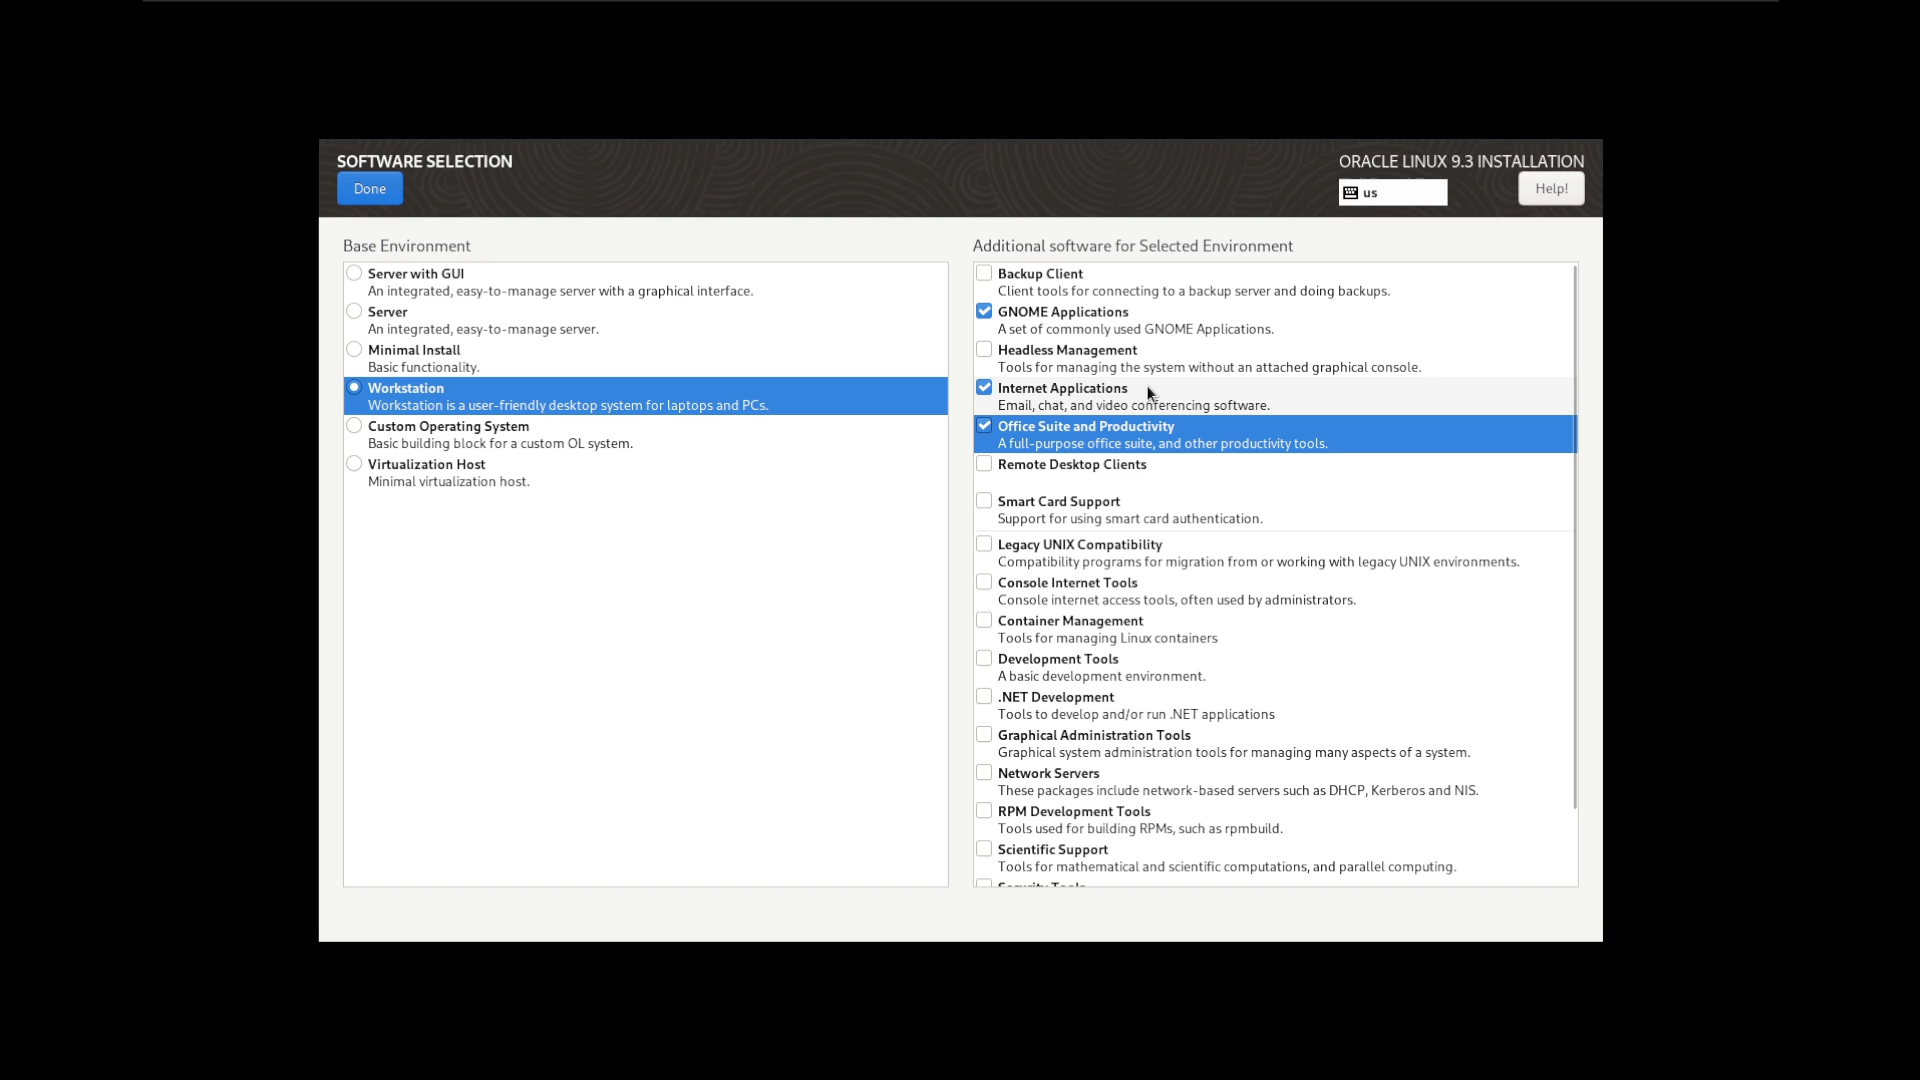 SOFTWARE SELECTION
Done
ORACLE LINUX 9.3 INSTALLATION
us
Help!
Base Environment
Server with GUI
An integrated, easy-to-manage server with a graphical interface.
Server
An integrated, easy-to-manage server.
Minimal Install
Basic functionality.
Workstation
Workstation is a user-friendly desktop system for laptops and PCs.
Custom Operating System
Basic building block for a custom OL system.
Virtualization Host
Minimal virtualization host.
Additional software for Selected Environment
Backup Client
Client tools for connecting to a backup server and doing backups.
GNOME Applications
A set of commonly used GNOME Applications.
Headless Management
Tools for managing the system without an attached graphical console.
Internet Applications
Email, chat, and video conferencing software.
Office Suite and Productivity
A full-purpose office suite, and other productivity tools.
Remote Desktop Clients
Smart Card Support
Support for using smart card authentication.
Legacy UNIX Compatibility
Compatibility programs for migration from or working with legacy UNIX environments.
Console Internet Tools
Console internet access tools, often used by administrators.
Container Management
Tools for managing Linux containers
Development Tools
A basic development environment.
.NET Development
Tools to develop and/or run .NET applications
Graphical Administration Tools
Graphical system administration tools for managing many aspects of a system.
Network Servers
These packages include network-based servers such as DHCP, Kerberos and NIS.
RPM Development Tools
Tools used for building RPMs, such as rpmbuild.
Scientific Support
Tools for mathematical and scientific computations, and parallel computing.
Security Tools